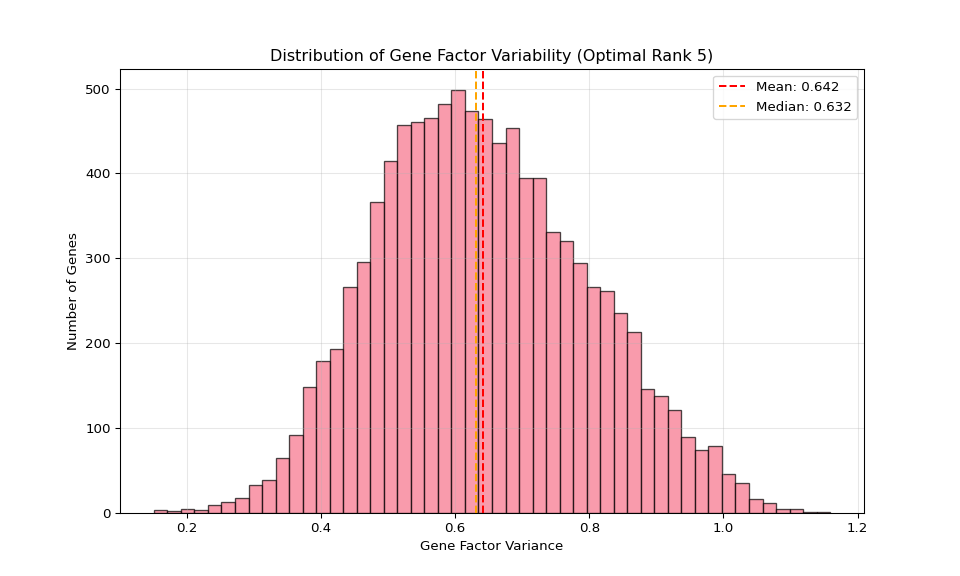 Distribution of Gene Factor Variability (Optimal Rank 5)
Mean: 0.642
Median: 0.632
Number of Genes
500
400
300
200
100
0
0.2
0.4
0.6
0.8
1.0
1.2
Gene Factor Variance